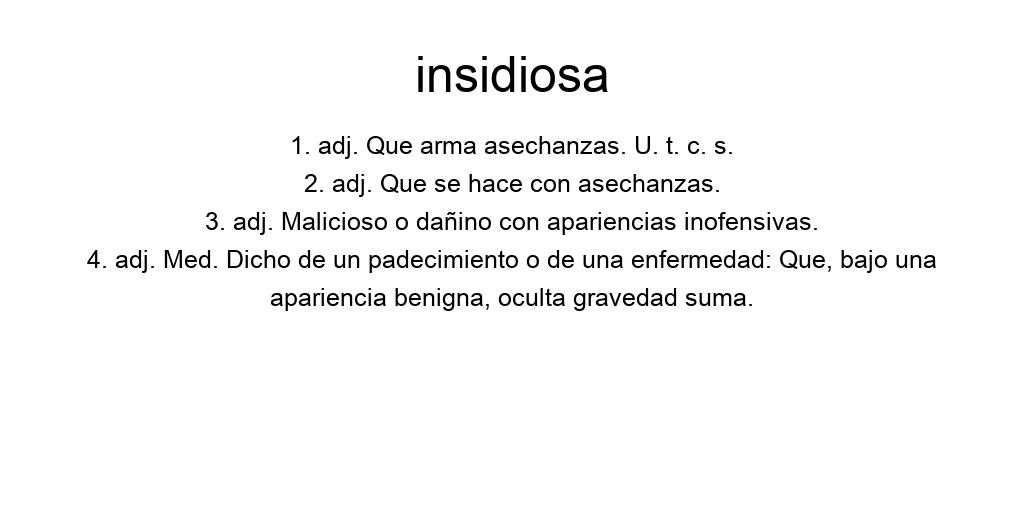 insidiosa
1. adj. Que arma asechanzas. U. t. c. s.
2. adj. Que se hace con asechanzas.
3. adj. Malicioso o dañino con apariencias inofensivas.
4. adj. Med. Dicho de un padecimiento o de una enfermedad: Que, bajo una
apariencia benigna, oculta gravedad suma.